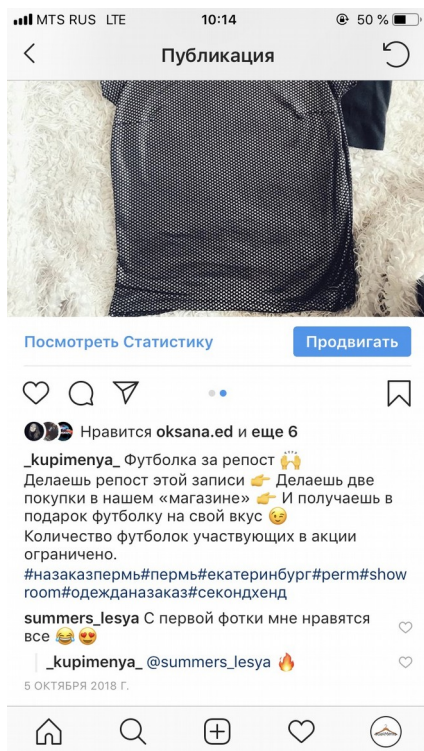 MTS RUS LTE 10:14 50 %
Публикация
Посмотреть Статистику Продвигать
Нравится oksana.ed и еще 6
_kupimenya_ Футболка за репост 🙌
Делаешь репост этой записи 👉 Делаешь две
покупки в нашем «магазине» 👉 И получаешь в
подарок футболку на свой вкус 😉
Количество футболок участвующих в акции
ограничено.
#назаказпермь#пермь#екатеринбург#perm#show
room#одежданазаказ#секондхенд
summers_lesya С первой фотки мне нравятся
все 😂😍
_kupimenya_ @summers_lesya 🔥
5 ОКТЯБРЯ 2018 Г.